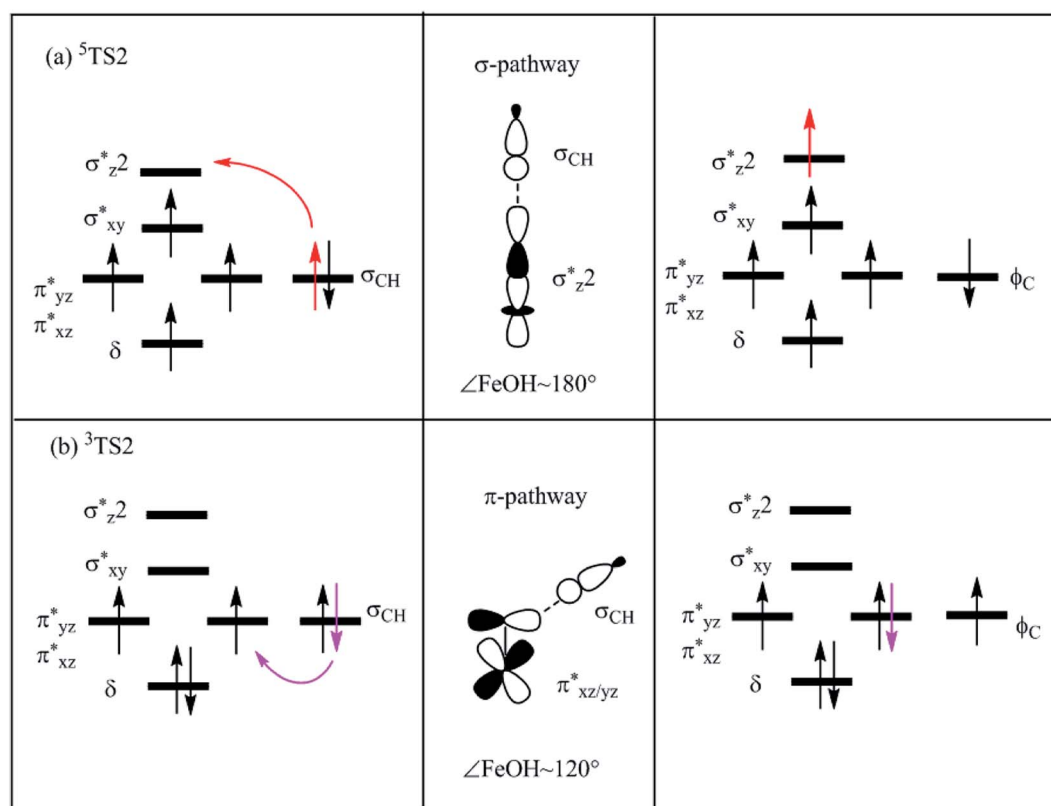 (a) ⁵TS2
σ*z2
σ*xy
π*yz
π*xz
δ
σCH
σ-pathway
σCH
σ*z2
∠FeOH~180°
σ*z2
σ*xy
π*yz
π*xz
δ
ϕC
(b) ³TS2
σ*z2
σ*xy
π*yz
π*xz
δ
σCH
π-pathway
σCH
π*xz/yz
∠FeOH~120°
σ*z2
σ*xy
π*yz
π*xz
δ
ϕC